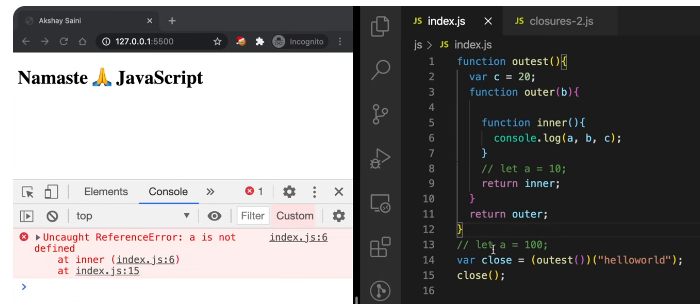 Akshay Saini
127.0.0.1:5500
Incognito
Namaste 🙏 JavaScript
Elements Console » 1
top Filter Custom
Uncaught ReferenceError: a is not defined index.js:6
at inner (index.js:6)
at index.js:15
JS index.js JS closures-2.js
js > JS index.js
1 function outest(){
2 var c = 20;
3 function outer(b){
4
5 function inner(){
6 console.log(a, b, c);
7 }
8 // let a = 10;
9 return inner;
10 }
11 return outer;
12 }
13 // let a = 100;
14 var close = (outest())("helloworld");
15 close();
16